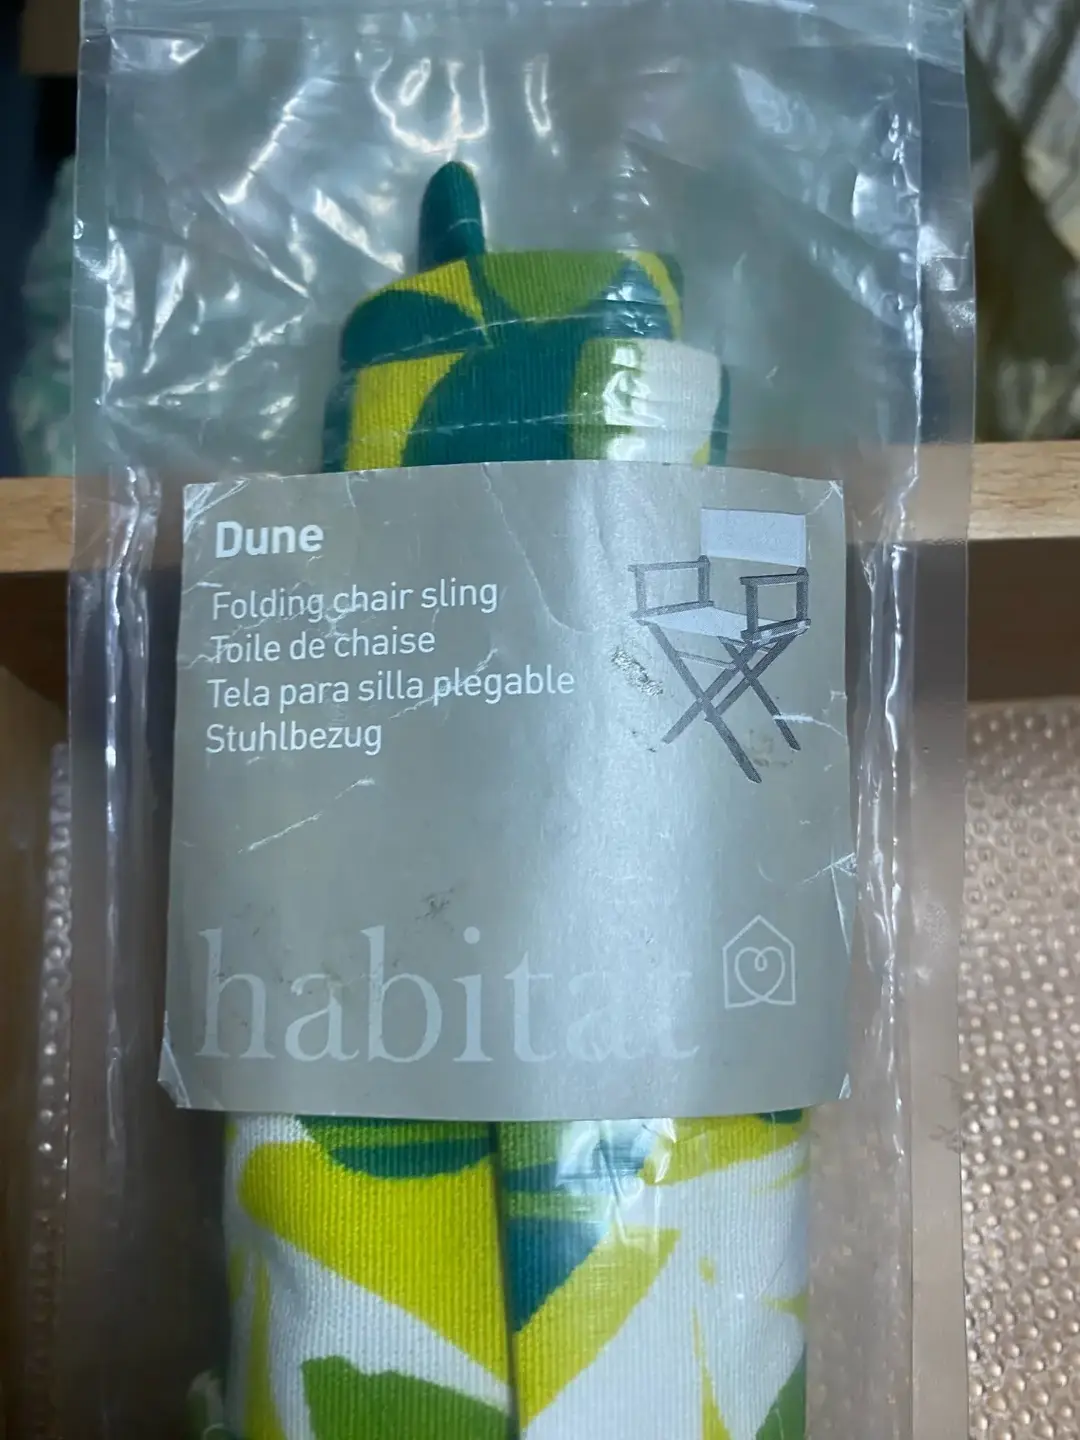 Dune
Folding chair sling
Toile de chaise
Tela para silla plegable
Stuhlbezug
habitat